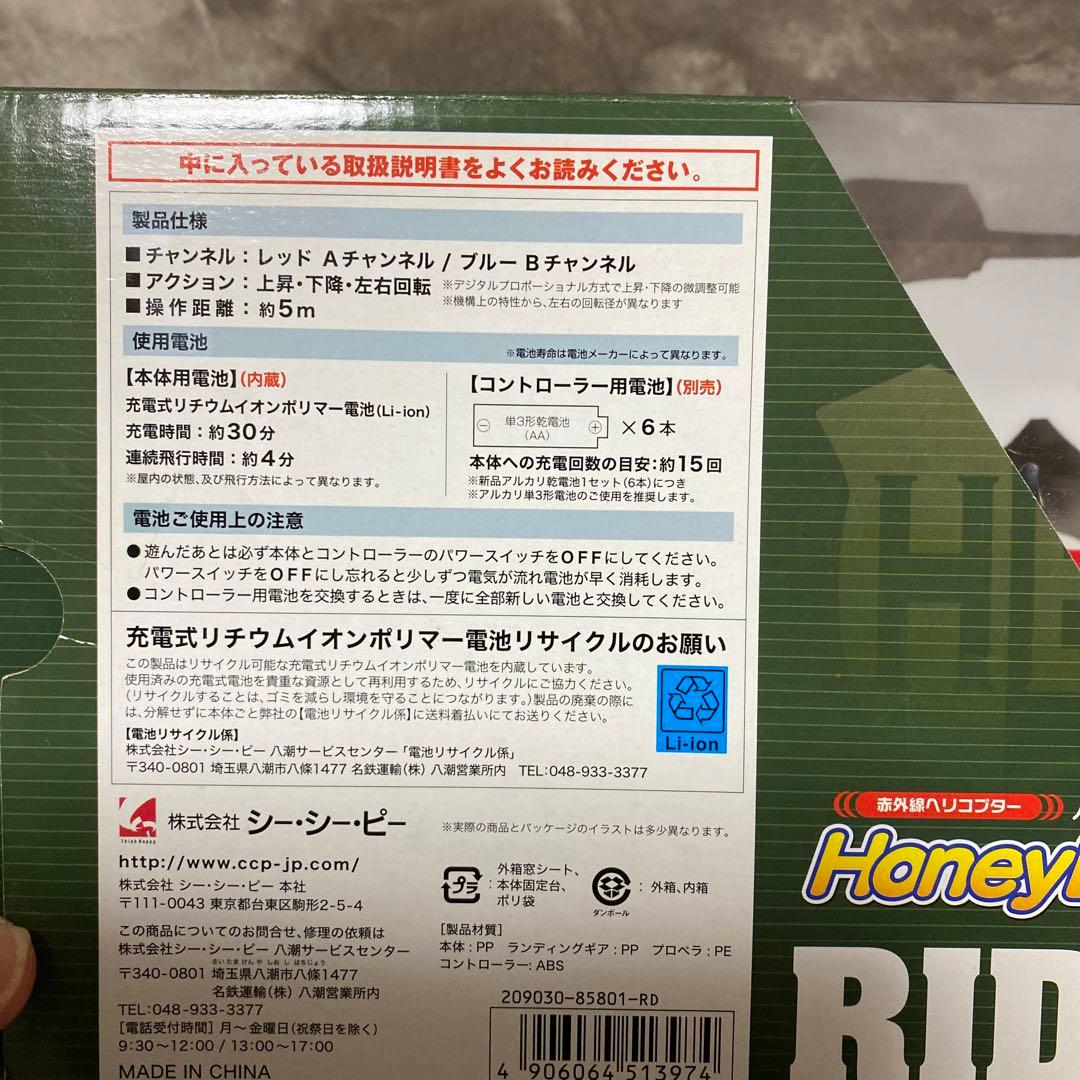 中に入っている取扱説明書をよくお読みください。
製品仕様
■チャンネル：レッド Aチャンネル / ブルー Bチャンネル
■アクション：上昇・下降・左右回転 ※デジタルプロポーショナル方式で上昇・下降の微調整可能
※機構上の特性から、左右の回転径が異なります
■操作距離：約5m
使用電池
※電池寿命は電池メーカーによって異なります。
【本体用電池】(内蔵)
充電式リチウムイオンポリマー電池(Li-ion)
充電時間：約30分
連続飛行時間：約4分
※屋内の状態、及び飛行方法によって異なります。
【コントローラー用電池】(別売)
単3形乾電池
(AA)
×6本
本体への充電回数の目安：約15回
※新品アルカリ乾電池1セット(6本)につき
※アルカリ単3形電池のご使用を推奨します。
電池ご使用上の注意
●遊んだあとは必ず本体とコントローラーのパワースイッチをOFFにしてください。
パワースイッチをOFFにし忘れると少しずつ電気が流れ電池が早く消耗します。
●コントローラー用電池を交換するときは、一度に全部新しい電池と交換してください。
充電式リチウムイオンポリマー電池リサイクルのお願い
この製品はリサイクル可能な充電式リチウムイオンポリマー電池を内蔵しています。
使用済みの充電式電池を貴重な資源として再利用するため、リサイクルにご協力ください。
(リサイクルすることは、ゴミを減らし環境を守ることにつながります。)製品の廃棄の際に
は、分解せずに本体ごと弊社の【電池リサイクル係】に送料着払いにてお送りください。
Li-ion
【電池リサイクル係】
株式会社シー・シー・ピー 八潮サービスセンター「電池リサイクル係」
〒340-0801 埼玉県八潮市八條1477 名鉄運輸(株) 八潮営業所内 TEL:048-933-3377
Think Happy
株式会社 シー・シー・ピー
※実際の商品とパッケージのイラストは多少異なります。
http://www.ccp-jp.com/
株式会社 シー・シー・ピー 本社
〒111-0043 東京都台東区駒形2-5-4
この商品についてのお問合せ、修理の依頼は
株式会社シー・シー・ピー 八潮サービスセンター
さいたまけんやしおしはちじょう
〒340-0801 埼玉県八潮市八條1477
名鉄運輸(株) 八潮営業所内
TEL:048-933-3377
[電話受付時間] 月〜金曜日(祝祭日を除く)
9:30〜12:00 / 13:00〜17:00
MADE IN CHINA
プラ
外箱窓シート、
：本体固定台、
ポリ袋
ダンボール
：外箱、内箱
[製品材質]
本体：PP ランディングギア：PP プロペラ：PE
コントローラー：ABS
209030-85801-RD
4 906064 513974
赤外線ヘリコプター
Honey
RID